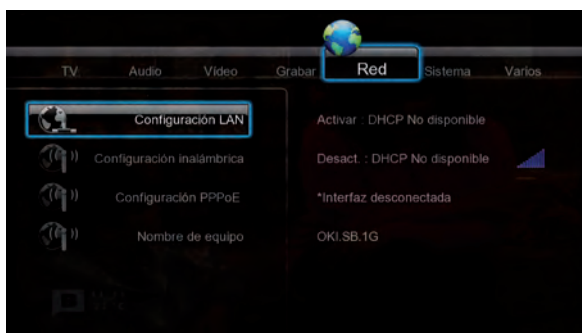 TV Audio Vídeo Grabar Red Sistema Varios
Configuración LAN Activar : DHCP No disponible
Configuración inalámbrica Desact. : DHCP No disponible
Configuración PPPoE *Interfaz desconectada
Nombre de equipo OKI.SB.1G